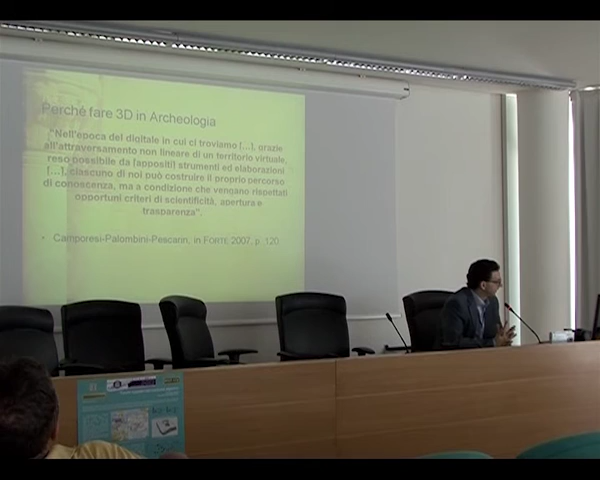 Perché fare 3D in Archeologia
"Nell'epoca del digitale in cui ci troviamo [...], grazie
all'attraversamento non lineare di un territorio virtuale,
reso possibile da [appositi] strumenti ed elaborazioni
[...], ciascuno di noi può costruire il proprio percorso
di conoscenza, ma a condizione che vengano rispettati
opportuni criteri di scientificità, apertura e
trasparenza".
- Camporesi-Palombini-Pescarin, in FORTE 2007, p. 120